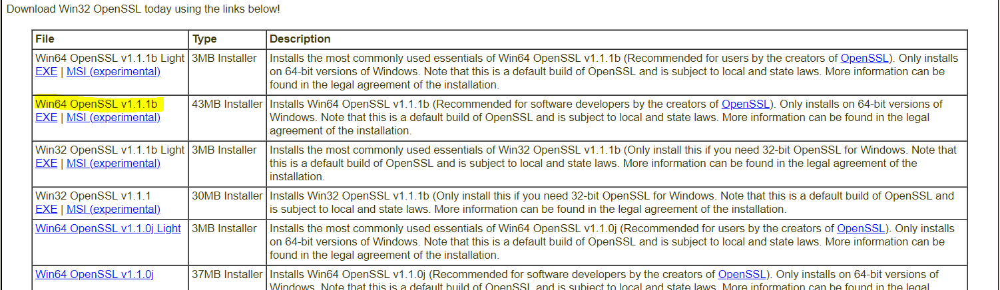 Download Win32 OpenSSL today using the links below!
File Type Description
Win64 OpenSSL v1.1.1b Light 3MB Installer Installs the most commonly used essentials of Win64 OpenSSL v1.1.1b (Recommended for users by the creators of OpenSSL). Only installs
EXE | MSI (experimental) on 64-bit versions of Windows. Note that this is a default build of OpenSSL and is subject to local and state laws. More information can be
found in the legal agreement of the installation.
Win64 OpenSSL v1.1.1b 43MB Installer Installs Win64 OpenSSL v1.1.1b (Recommended for software developers by the creators of OpenSSL). Only installs on 64-bit versions of
EXE | MSI (experimental) Windows. Note that this is a default build of OpenSSL and is subject to local and state laws. More information can be found in the legal
agreement of the installation.
Win32 OpenSSL v1.1.1b Light 3MB Installer Installs the most commonly used essentials of Win32 OpenSSL v1.1.1b (Only install this if you need 32-bit OpenSSL for Windows. Note that
EXE | MSI (experimental) this is a default build of OpenSSL and is subject to local and state laws. More information can be found in the legal agreement of the
installation.
Win32 OpenSSL v1.1.1 30MB Installer Installs Win32 OpenSSL v1.1.1b (Only install this if you need 32-bit OpenSSL for Windows. Note that this is a default build of OpenSSL and
EXE | MSI (experimental) is subject to local and state laws. More information can be found in the legal agreement of the installation.
Win64 OpenSSL v1.1.0j Light 3MB Installer Installs the most commonly used essentials of Win64 OpenSSL v1.1.0j (Recommended for users by the creators of OpenSSL). Only installs
on 64-bit versions of Windows. Note that this is a default build of OpenSSL and is subject to local and state laws. More information can be
found in the legal agreement of the installation.
Win64 OpenSSL v1.1.0j 37MB Installer Installs Win64 OpenSSL v1.1.0j (Recommended for software developers by the creators of OpenSSL). Only installs on 64-bit versions of
Windows. Note that this is a default build of OpenSSL and is subject to local and state laws. More information can be found in the legal